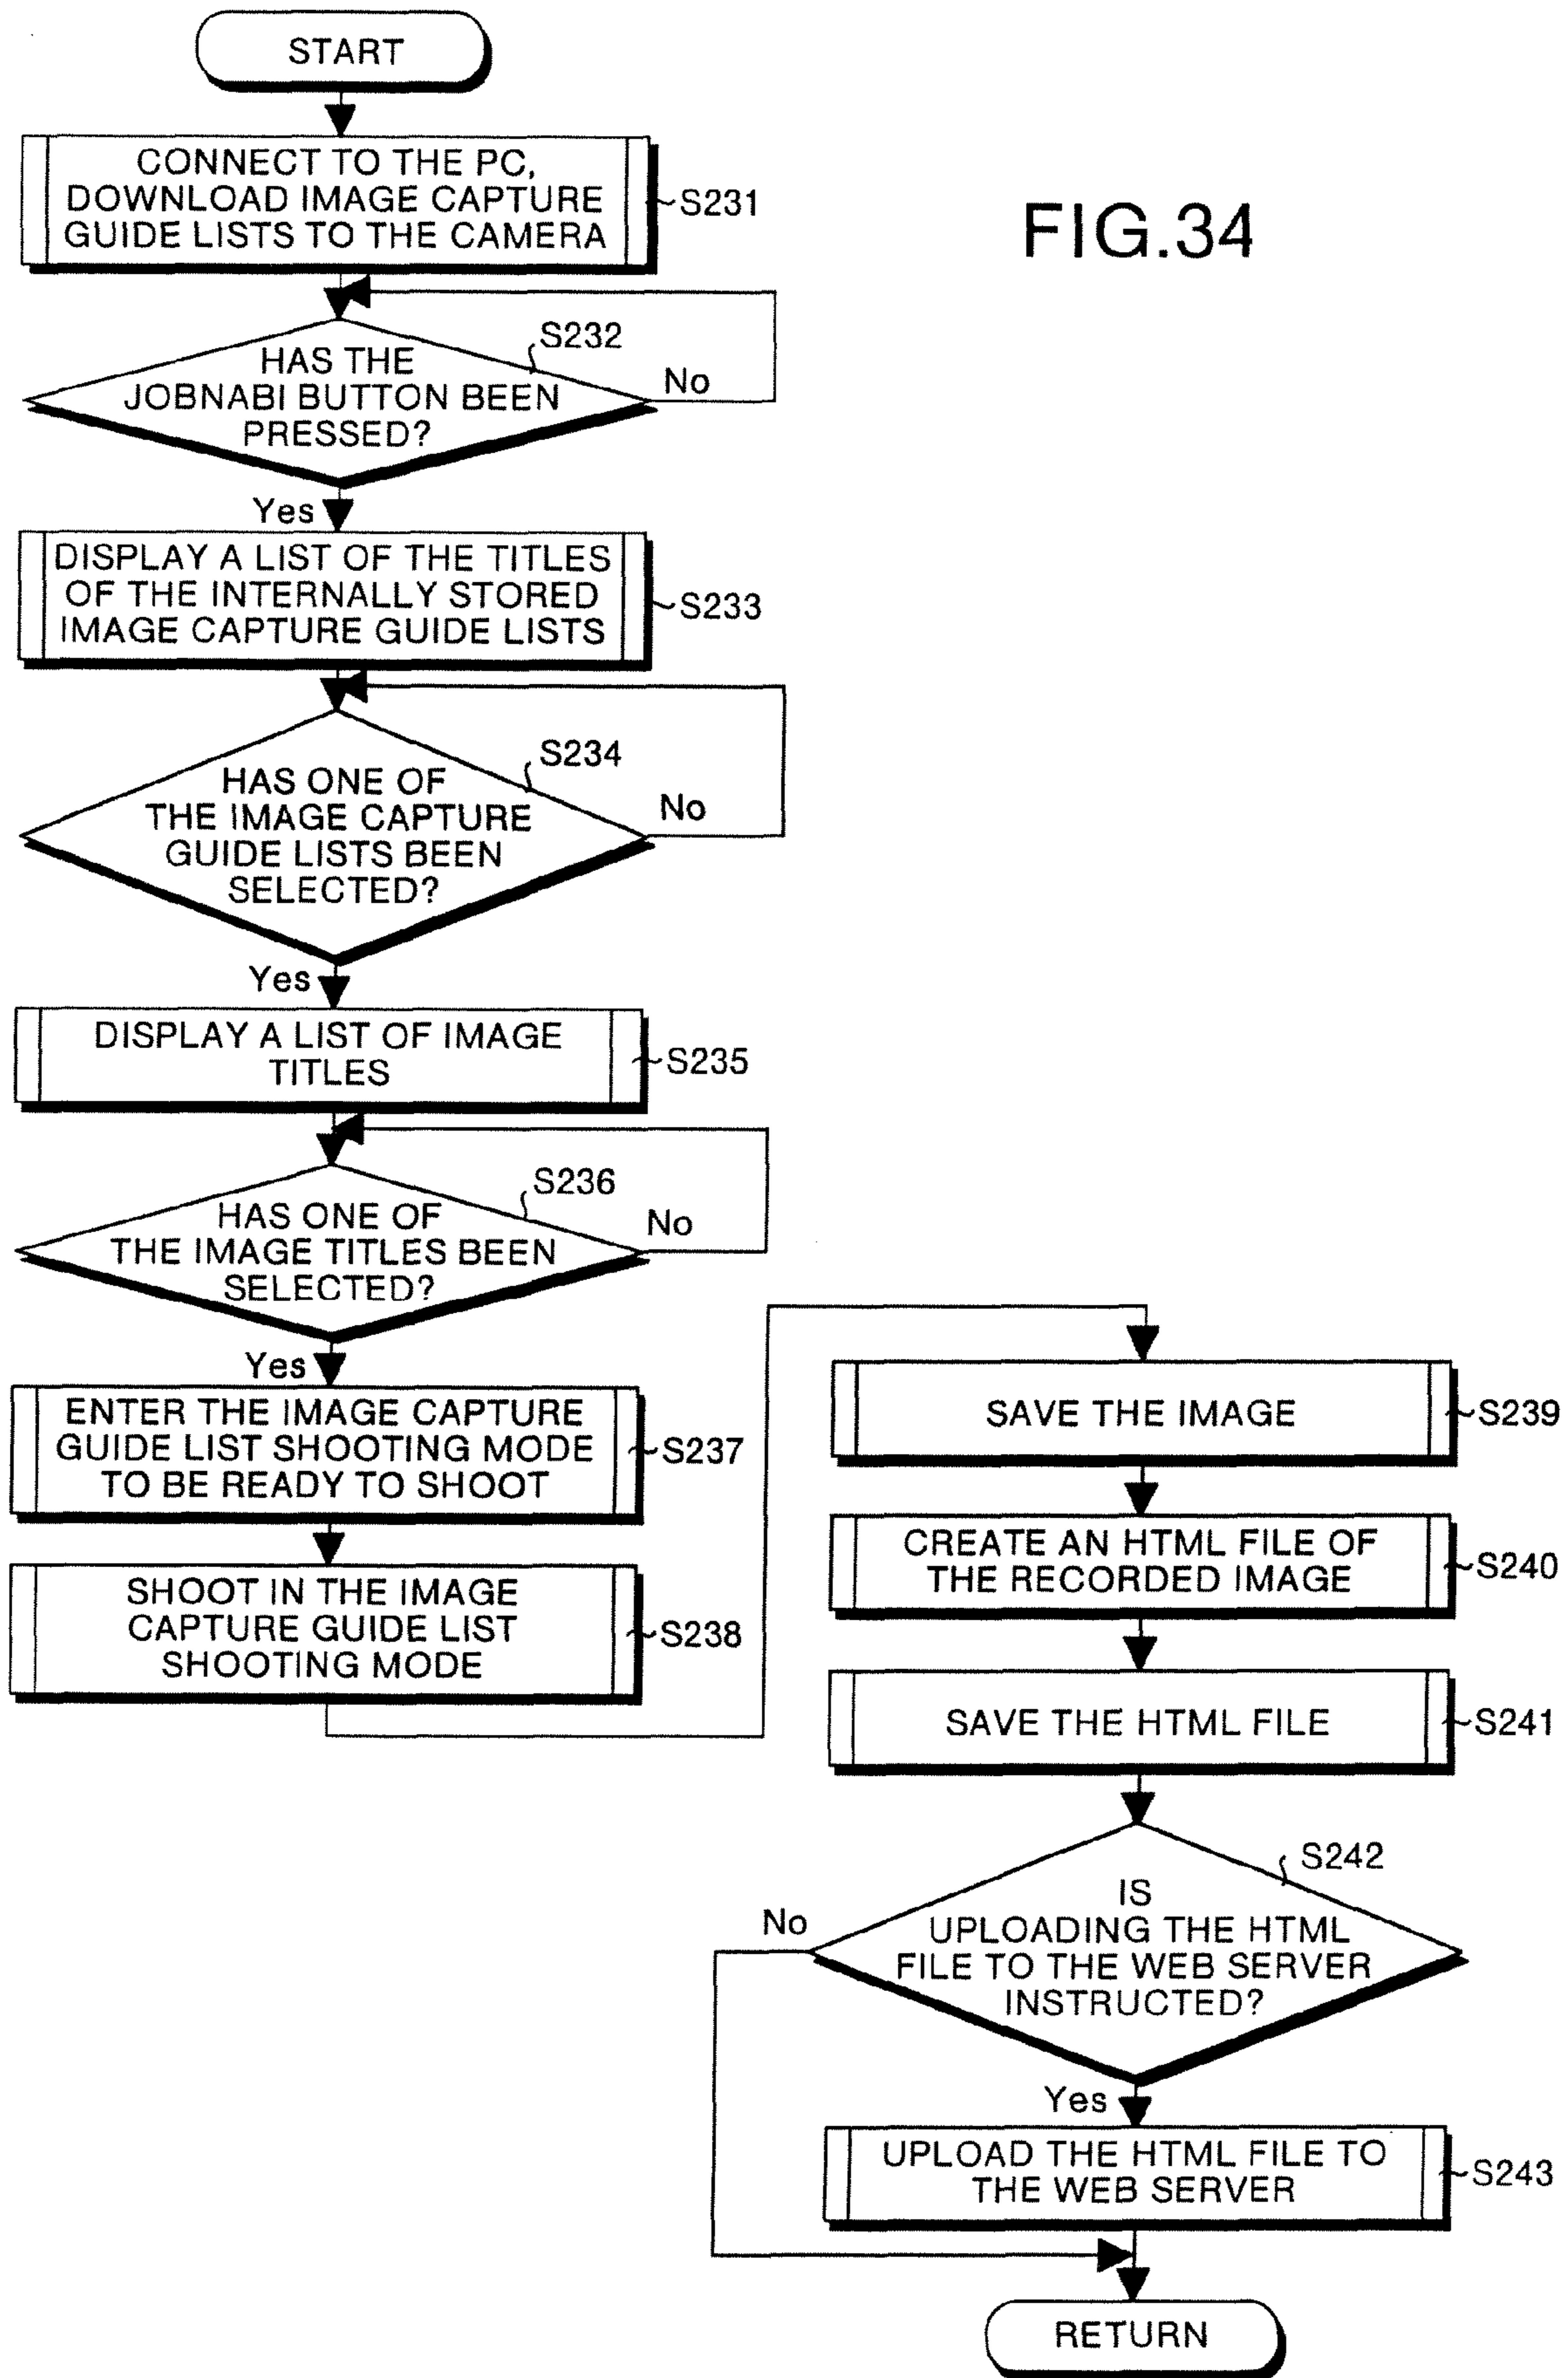 START
CONNECT TO THE PC,
DOWNLOAD IMAGE CAPTURE
GUIDE LISTS TO THE CAMERA
S231
FIG.34
S232
HAS THE
JOBNABI BUTTON BEEN
PRESSED?
No
Yes
DISPLAY A LIST OF THE TITLES
OF THE INTERNALLY STORED
IMAGE CAPTURE GUIDE LISTS
S233
S234
HAS ONE OF
THE IMAGE CAPTURE
GUIDE LISTS BEEN
SELECTED?
No
Yes
DISPLAY A LIST OF IMAGE
TITLES
S235
S236
HAS ONE OF
THE IMAGE TITLES BEEN
SELECTED?
No
Yes
ENTER THE IMAGE CAPTURE
GUIDE LIST SHOOTING MODE
TO BE READY TO SHOOT
S237
SHOOT IN THE IMAGE
CAPTURE GUIDE LIST
SHOOTING MODE
S238
SAVE THE IMAGE
S239
CREATE AN HTML FILE OF
THE RECORDED IMAGE
S240
SAVE THE HTML FILE
S241
S242
IS
UPLOADING THE HTML
FILE TO THE WEB SERVER
INSTRUCTED?
No
Yes
UPLOAD THE HTML FILE TO
THE WEB SERVER
S243
RETURN